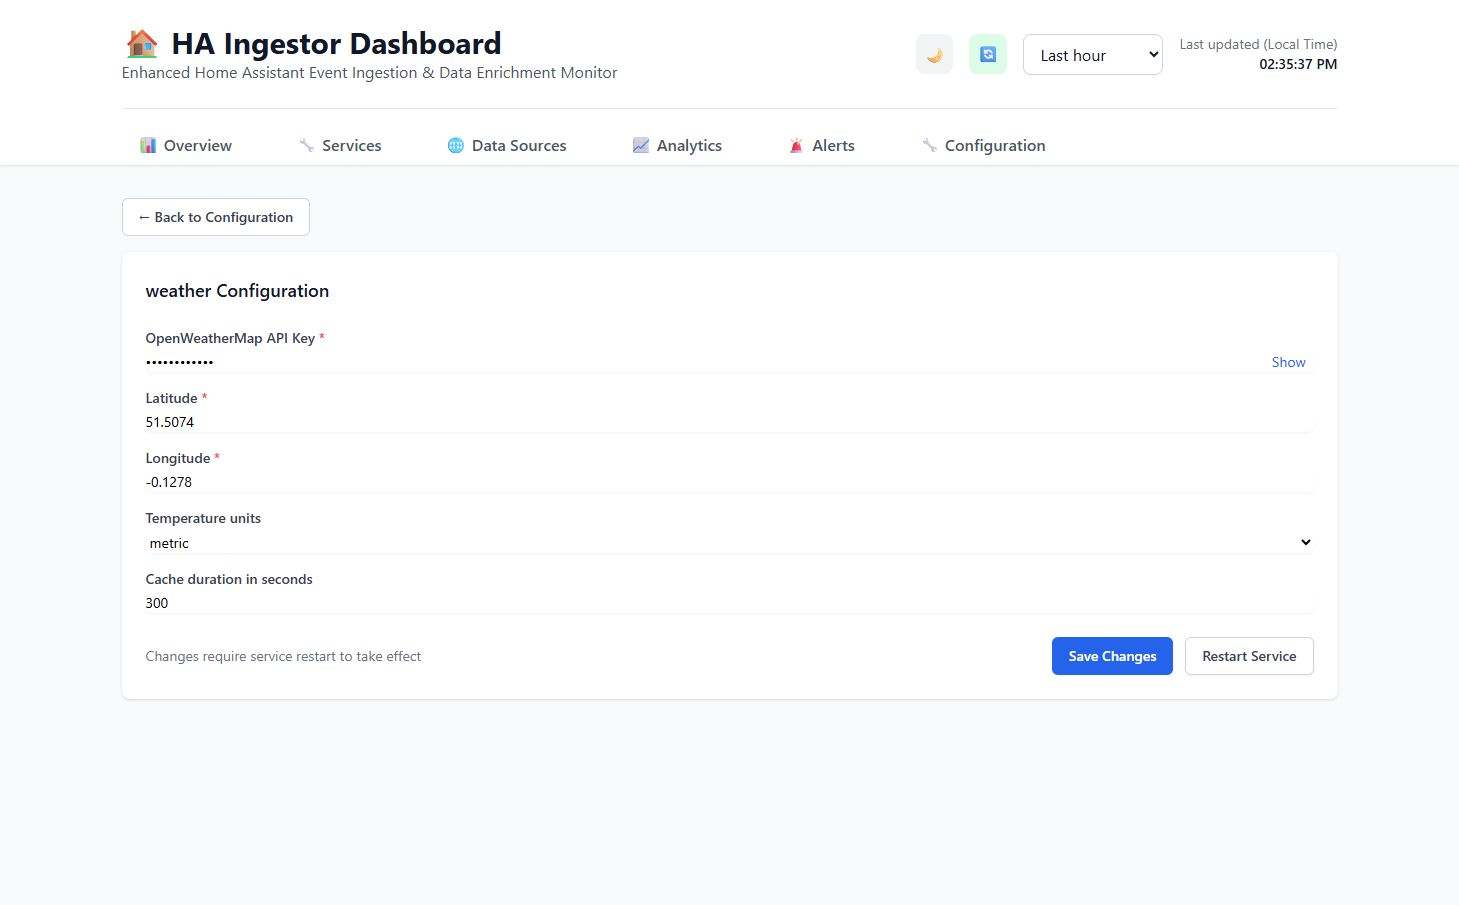 HA Ingestor Dashboard
Enhanced Home Assistant Event Ingestion & Data Enrichment Monitor
Last hour
Last updated (Local Time)
02:35:37 PM
Overview
Services
Data Sources
Analytics
Alerts
Configuration
← Back to Configuration
weather Configuration
OpenWeatherMap API Key *
••••••••••••
Show
Latitude *
51.5074
Longitude *
-0.1278
Temperature units
metric
Cache duration in seconds
300
Changes require service restart to take effect
Save Changes
Restart Service